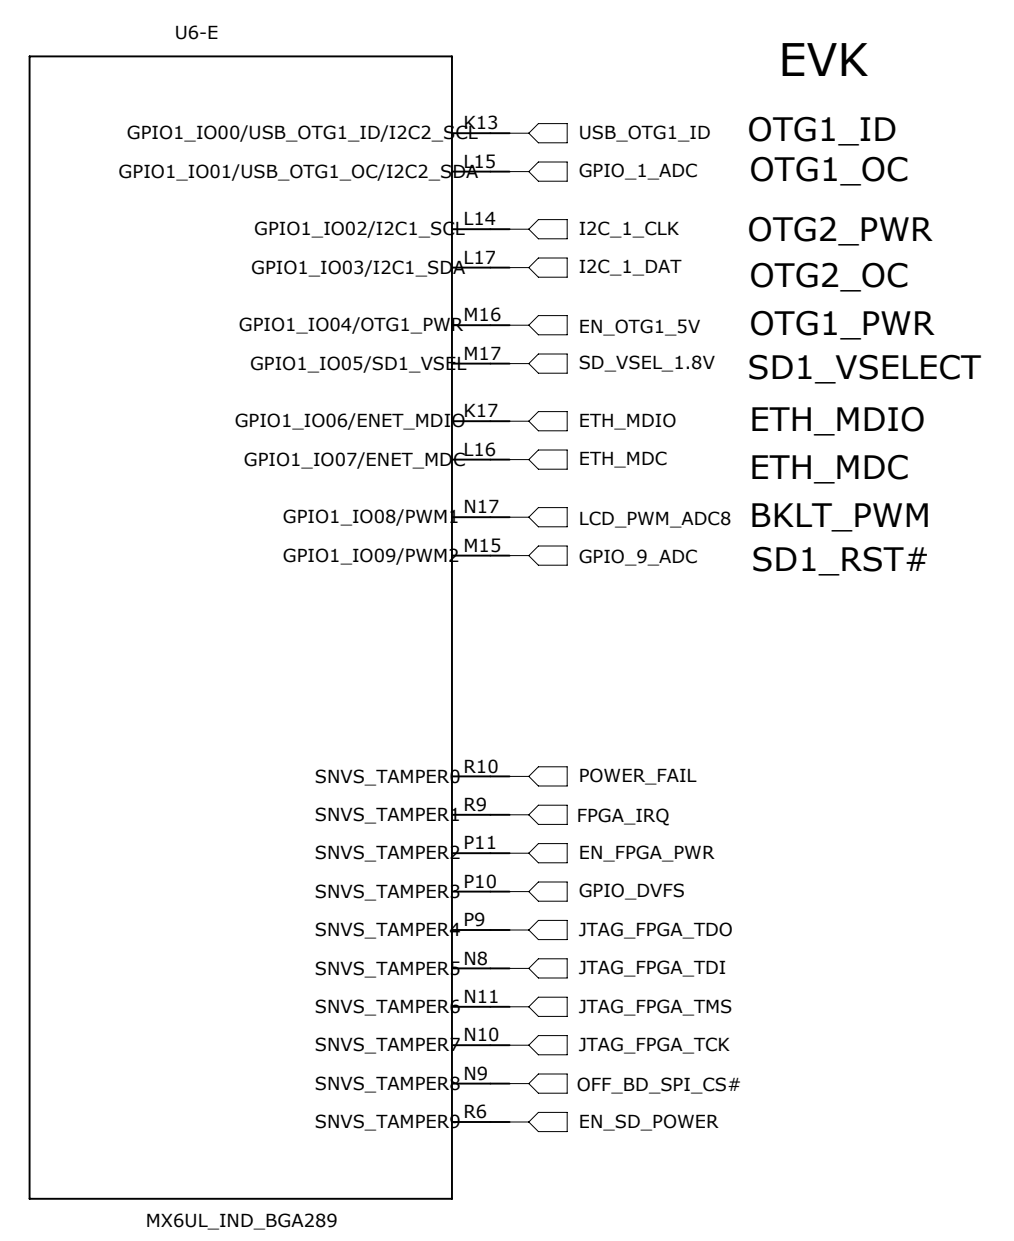 U6-E
EVK
GPIO1_IO00/USB_OTG1_ID/I2C2_SCL K13 USB_OTG1_ID OTG1_ID
GPIO1_IO01/USB_OTG1_OC/I2C2_SDA L15 GPIO_1_ADC OTG1_OC
GPIO1_IO02/I2C1_SCL L14 I2C_1_CLK OTG2_PWR
GPIO1_IO03/I2C1_SDA L17 I2C_1_DAT OTG2_OC
GPIO1_IO04/OTG1_PWR M16 EN_OTG1_5V OTG1_PWR
GPIO1_IO05/SD1_VSEL M17 SD_VSEL_1.8V SD1_VSELECT
GPIO1_IO06/ENET_MDIO K17 ETH_MDIO ETH_MDIO
GPIO1_IO07/ENET_MDC L16 ETH_MDC ETH_MDC
GPIO1_IO08/PWM1 N17 LCD_PWM_ADC8 BKLT_PWM
GPIO1_IO09/PWM2 M15 GPIO_9_ADC SD1_RST#
SNVS_TAMPER0 R10 POWER_FAIL
SNVS_TAMPER1 R9 FPGA_IRQ
SNVS_TAMPER2 P11 EN_FPGA_PWR
SNVS_TAMPER3 P10 GPIO_DVFS
SNVS_TAMPER4 P9 JTAG_FPGA_TDO
SNVS_TAMPER5 N8 JTAG_FPGA_TDI
SNVS_TAMPER6 N11 JTAG_FPGA_TMS
SNVS_TAMPER7 N10 JTAG_FPGA_TCK
SNVS_TAMPER8 N9 OFF_BD_SPI_CS#
SNVS_TAMPER9 R6 EN_SD_POWER
MX6UL_IND_BGA289